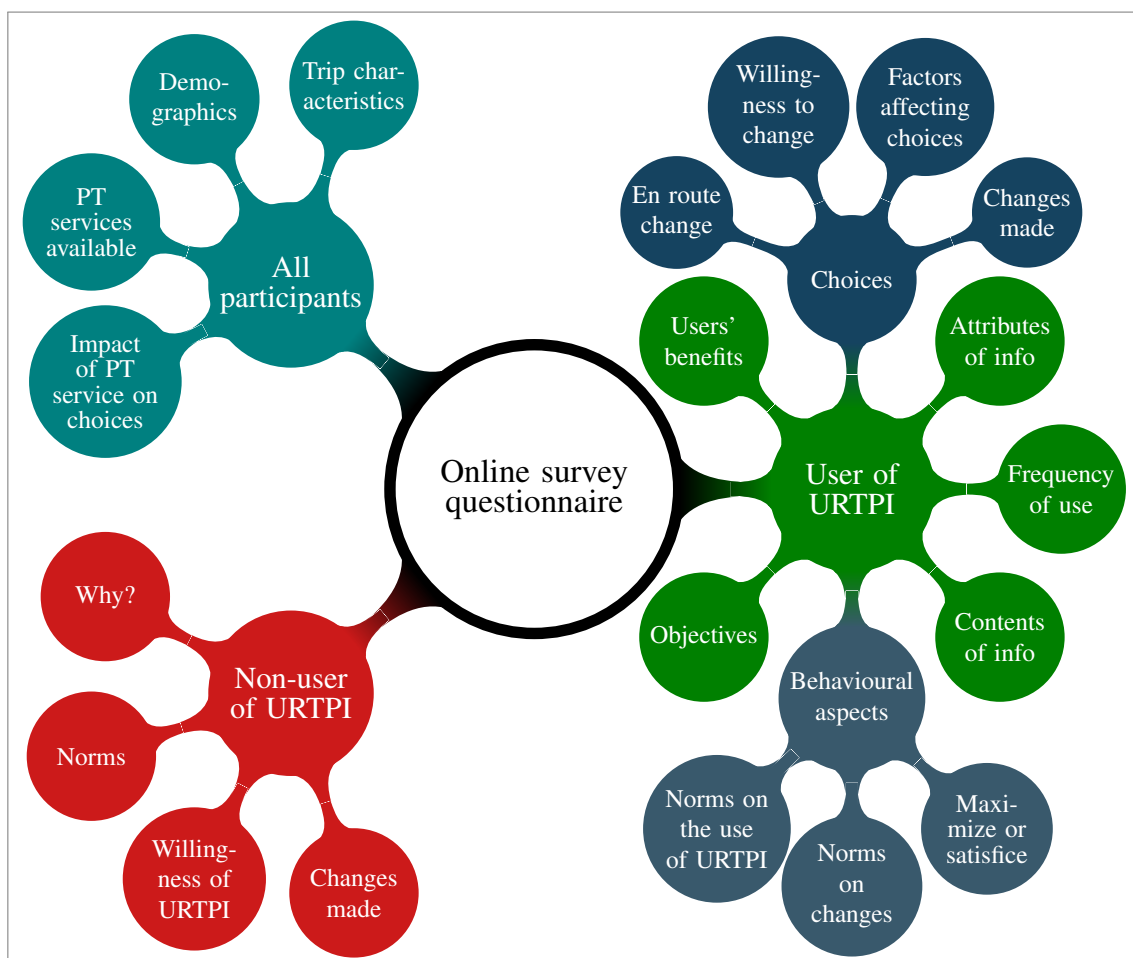 Demo-
graphics
Trip char-
acteristics
PT
services
available
All
participants
Impact
of PT
service on
choices
Willing-
ness to
change
Factors
affecting
choices
En route
change
Changes
made
Choices
Users'
benefits
Attributes
of info
Online survey
questionnaire
User of
URTPI
Frequency
of use
Objectives
Contents
of info
Why?
Non-user
of URTPI
Norms
Willing-
ness of
URTPI
Changes
made
Behavioural
aspects
Norms on
the use
of URTPI
Norms
on
changes
Maxi-
mize or
satisfice